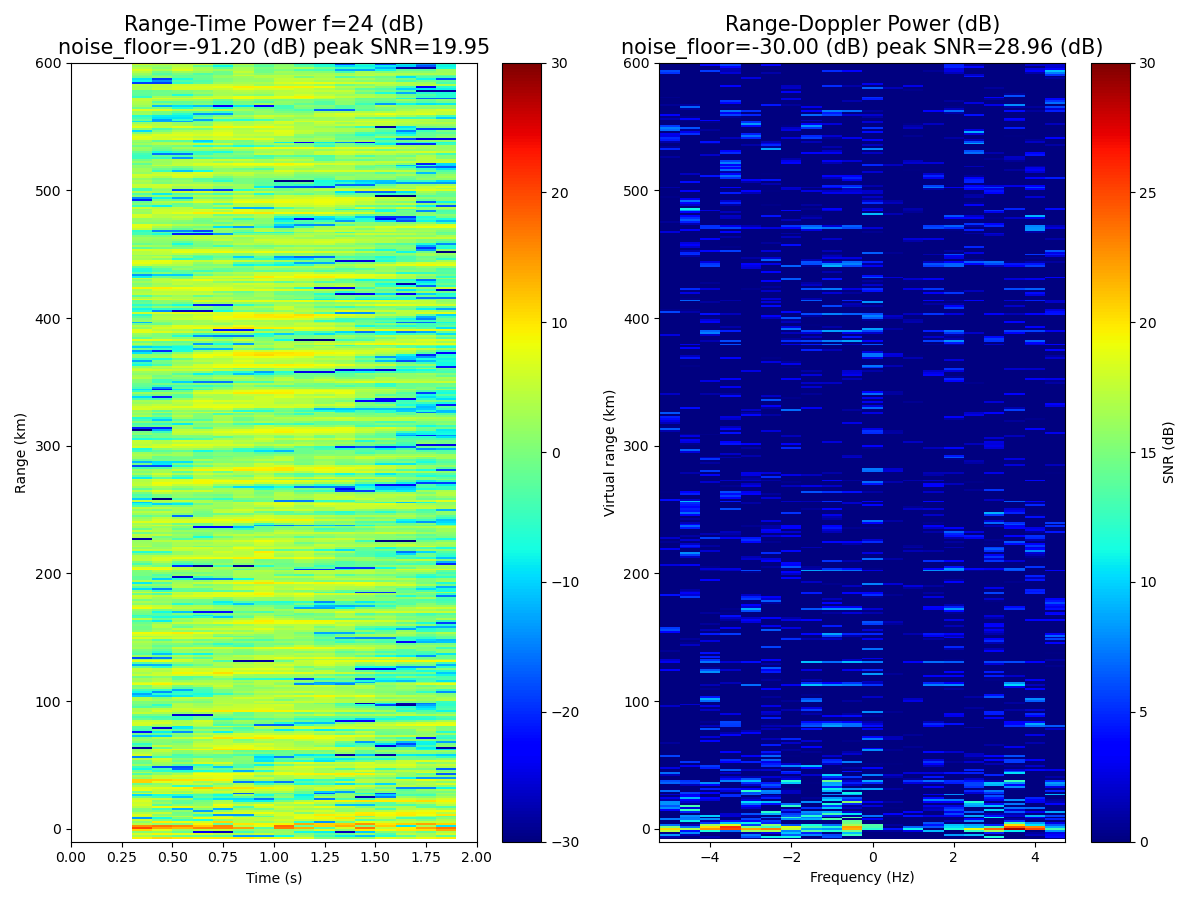 Range-Time Power f=24 (dB)
noise_floor=-91.20 (dB) peak SNR=19.95
Range (km)
600
500
400
300
200
100
0
0.00 0.25 0.50 0.75 1.00 1.25 1.50 1.75 2.00
Time (s)
30
20
10
0
−10
−20
−30
Range-Doppler Power (dB)
noise_floor=-30.00 (dB) peak SNR=28.96 (dB)
Virtual range (km)
600
500
400
300
200
100
0
−4 −2 0 2 4
Frequency (Hz)
30
25
20
15
10
5
0
SNR (dB)